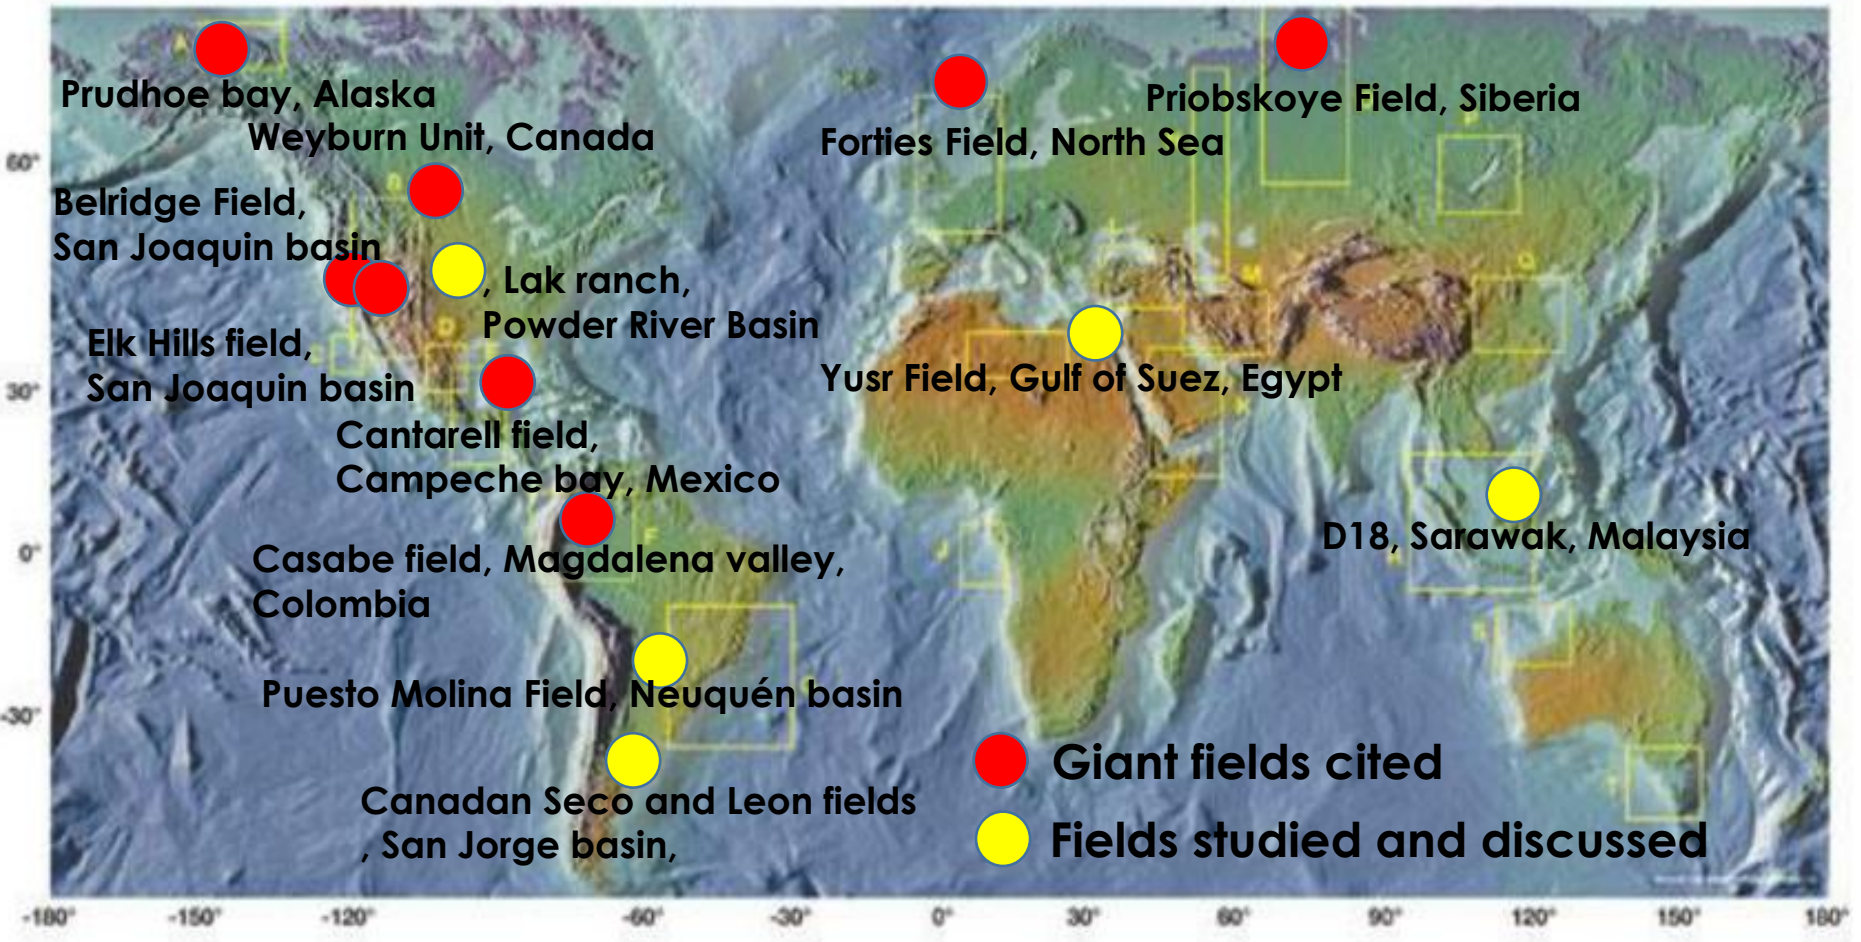 Prudhoe bay, Alaska
Weyburn Unit, Canada
Belridge Field,
San Joaquin basin
, Lak ranch,
Powder River Basin
Elk Hills field,
San Joaquin basin
Cantarell field,
Campeche bay, Mexico
Casabe field, Magdalena valley,
Colombia
Puesto Molina Field, Neuquén basin
Canadan Seco and Leon fields
, San Jorge basin,
Forties Field, North Sea
Priobskoye Field, Siberia
Yusr Field, Gulf of Suez, Egypt
D18, Sarawak, Malaysia
Giant fields cited
Fields studied and discussed
A
B
D
F
J
M
60°
30°
0°
-30°
-180° -150° -120° -60° -30° 0° 30° 60° 90° 120° 150° 180°